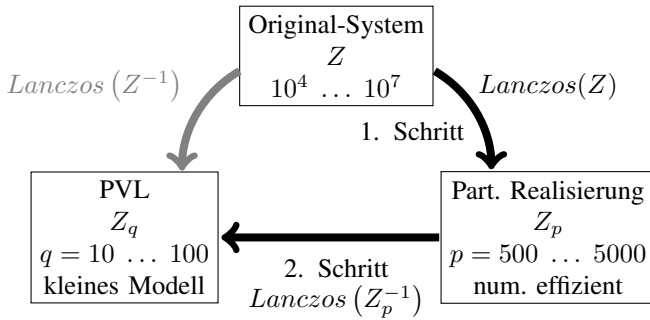 Original-System
Z
10^4 … 10^7
Lanczos (Z^{-1})
Lanczos(Z)
1. Schritt
PVL
Z_q
q = 10 … 100
kleines Modell
Part. Realisierung
Z_p
p = 500 … 5000
num. effizient
2. Schritt
Lanczos (Z_p^{-1})